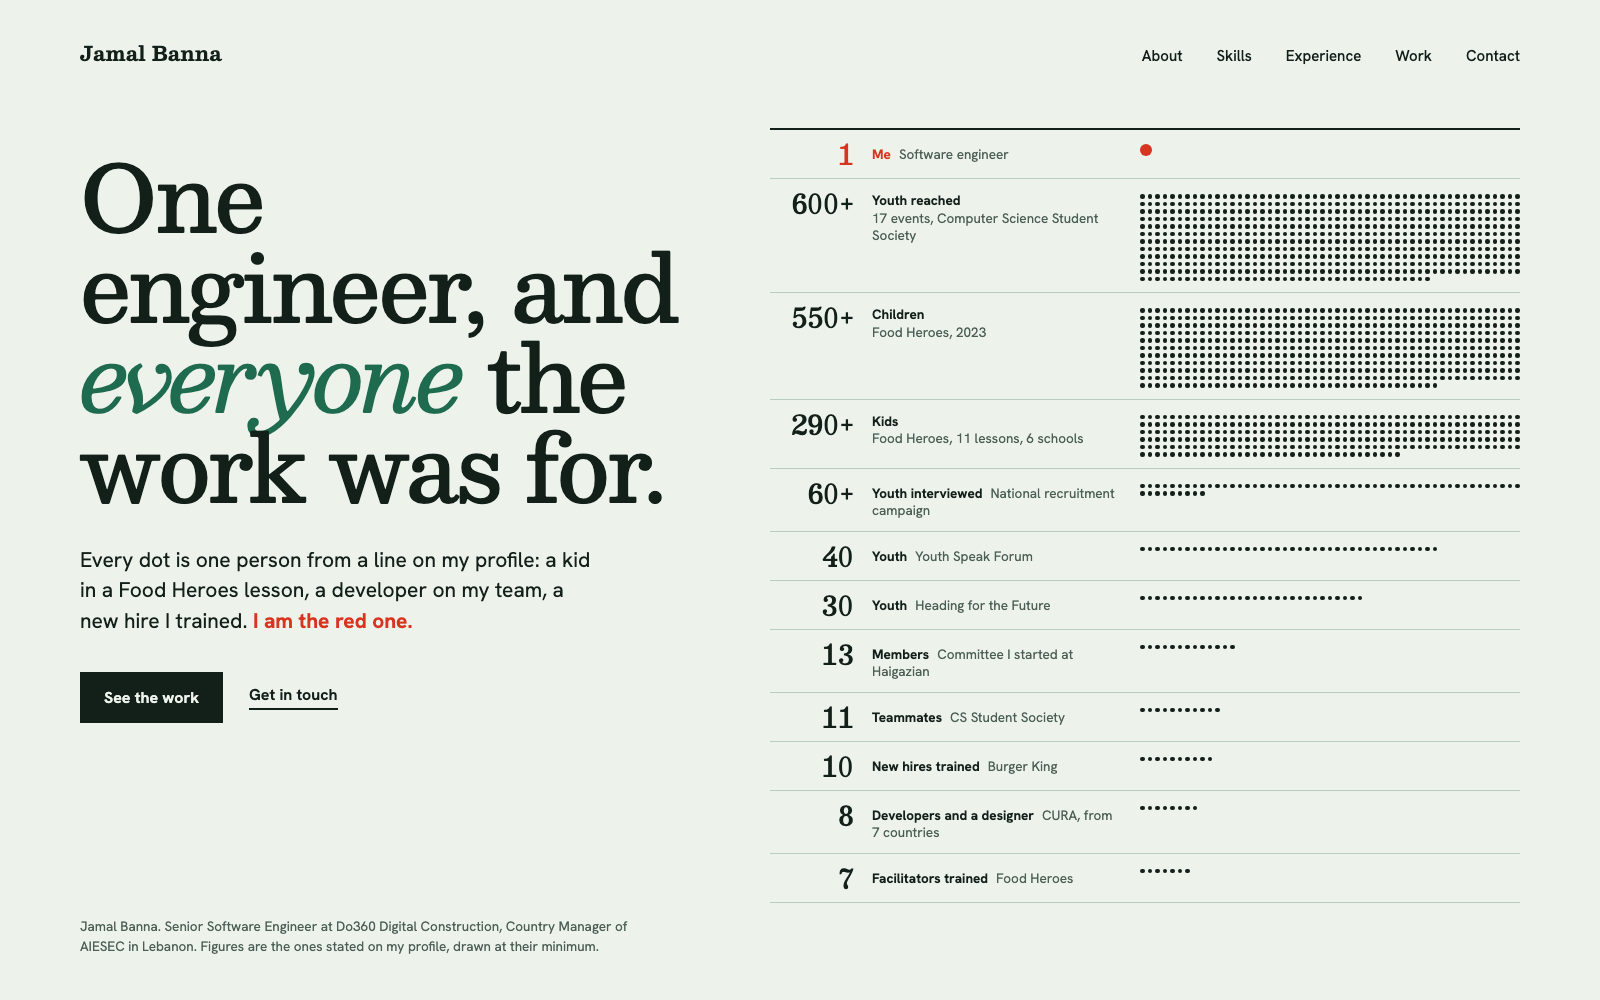 Jamal Banna
About Skills Experience Work Contact
One
engineer, and
everyone the
work was for.
Every dot is one person from a line on my profile: a kid
in a Food Heroes lesson, a developer on my team, a
new hire I trained. I am the red one.
See the work
Get in touch
Jamal Banna. Senior Software Engineer at Do360 Digital Construction, Country Manager of
AIESEC in Lebanon. Figures are the ones stated on my profile, drawn at their minimum.
1 Me Software engineer
600+ Youth reached
17 events, Computer Science Student
Society
550+ Children
Food Heroes, 2023
290+ Kids
Food Heroes, 11 lessons, 6 schools
60+ Youth interviewed National recruitment
campaign
40 Youth Youth Speak Forum
30 Youth Heading for the Future
13 Members Committee I started at
Haigazian
11 Teammates CS Student Society
10 New hires trained Burger King
8 Developers and a designer CURA, from
7 countries
7 Facilitators trained Food Heroes